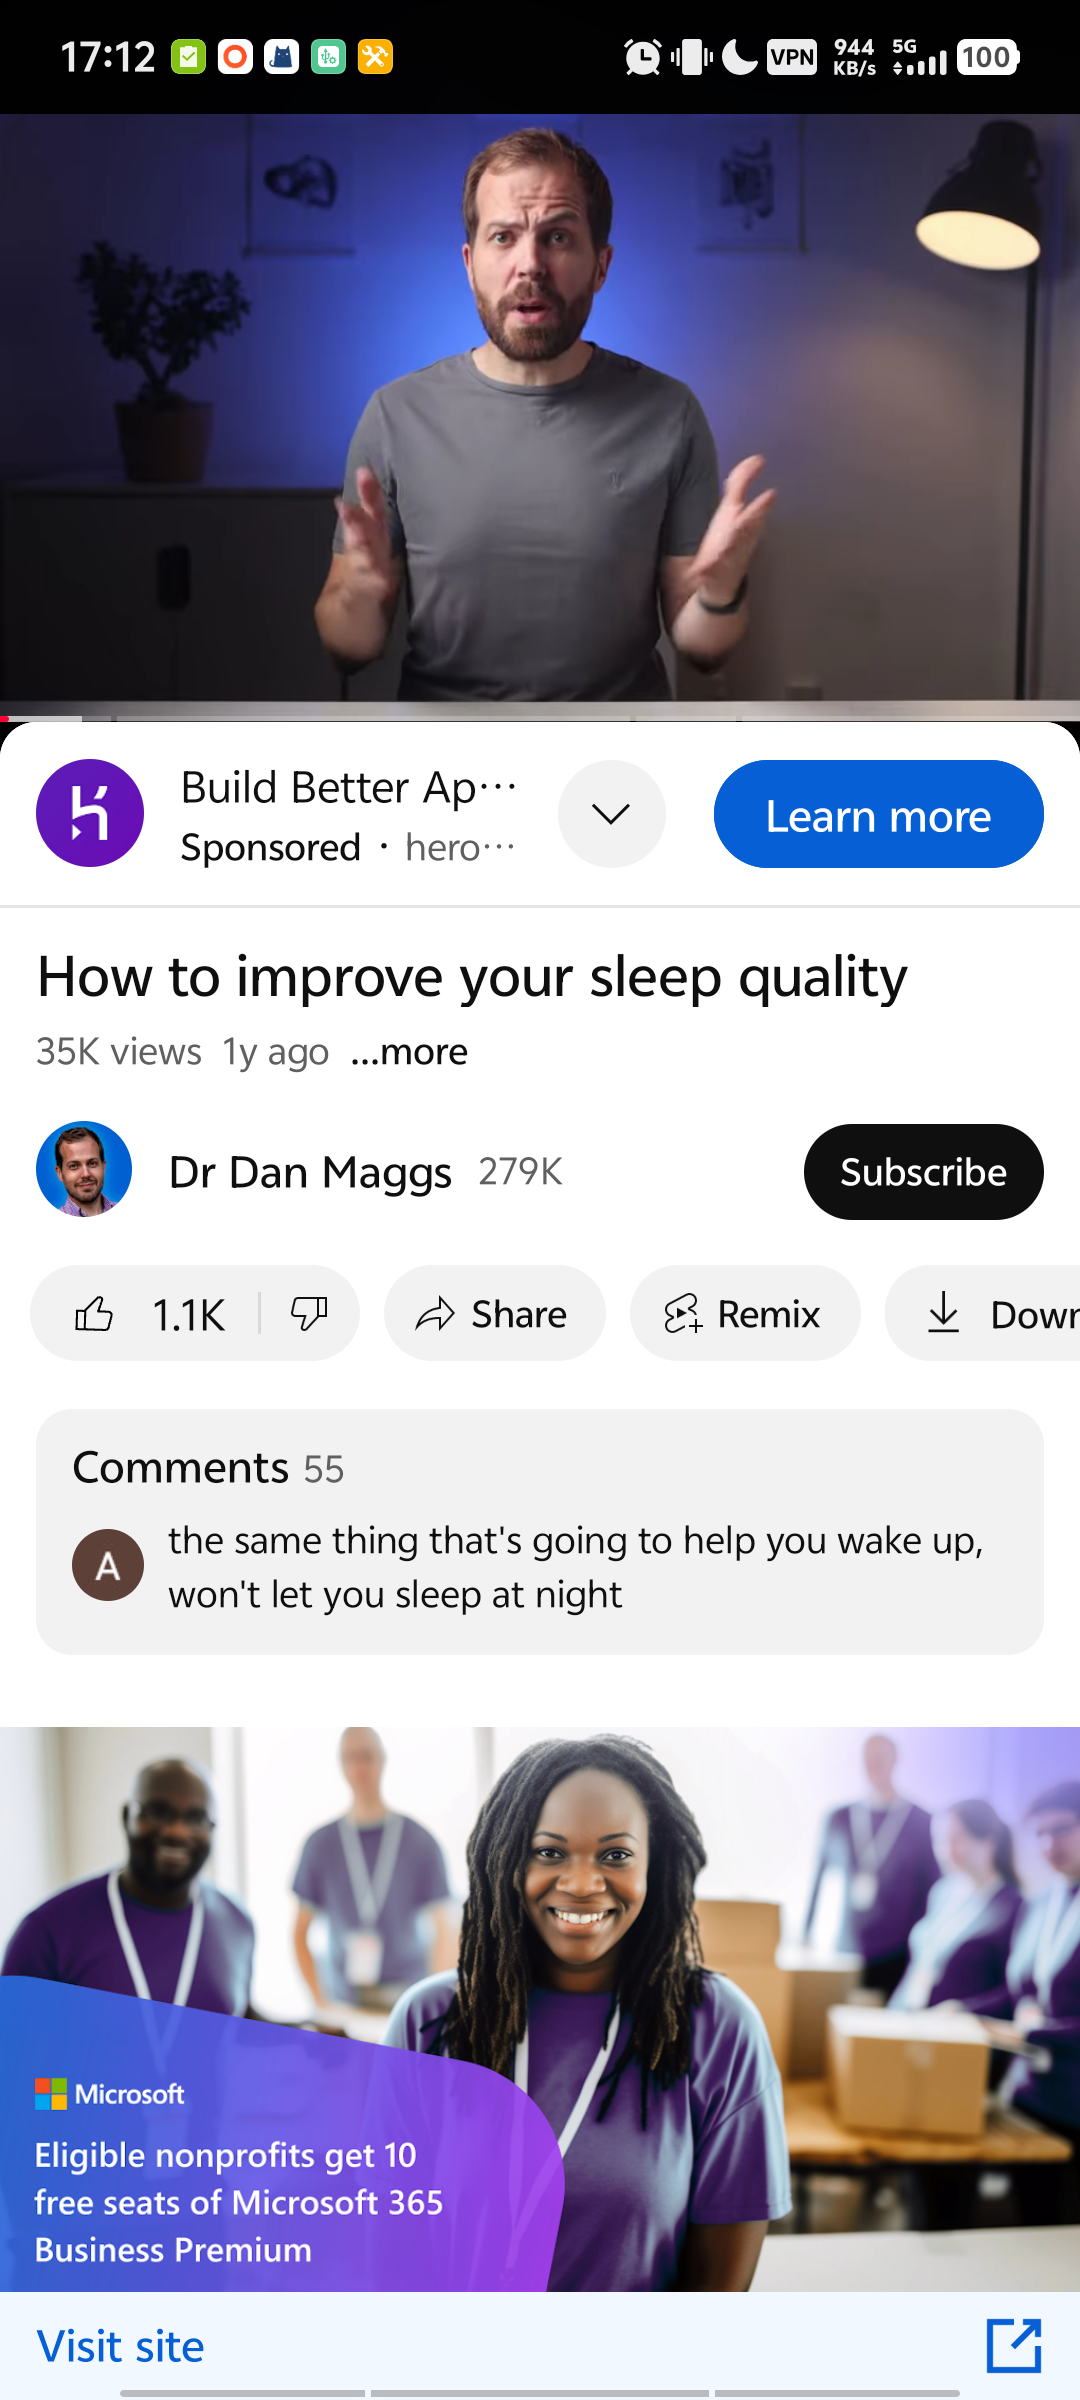 17:12
VPN
944
KB/s
5G
100
Build Better Ap...
Sponsored · hero...
Learn more
How to improve your sleep quality
35K views 1y ago ...more
Dr Dan Maggs 279K
Subscribe
1.1K
Share
Remix
Down
Comments 55
A
the same thing that's going to help you wake up,
won't let you sleep at night
Microsoft
Eligible nonprofits get 10
free seats of Microsoft 365
Business Premium
Visit site